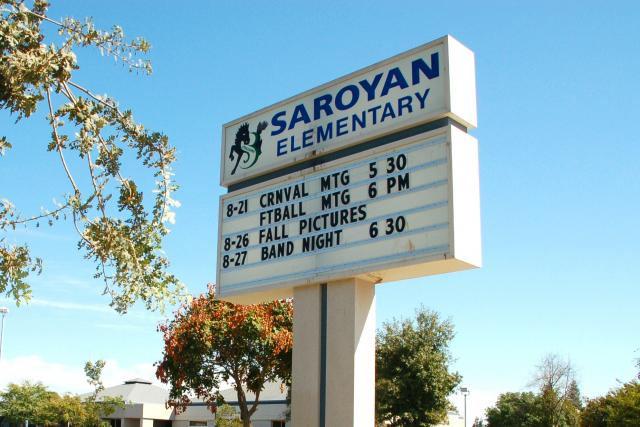 SAROYAN
ELEMENTARY
8-21 CRNVAL MTG 5 30
FTBALL MTG 6 PM
8-26 FALL PICTURES
8-27 BAND NIGHT 6 30